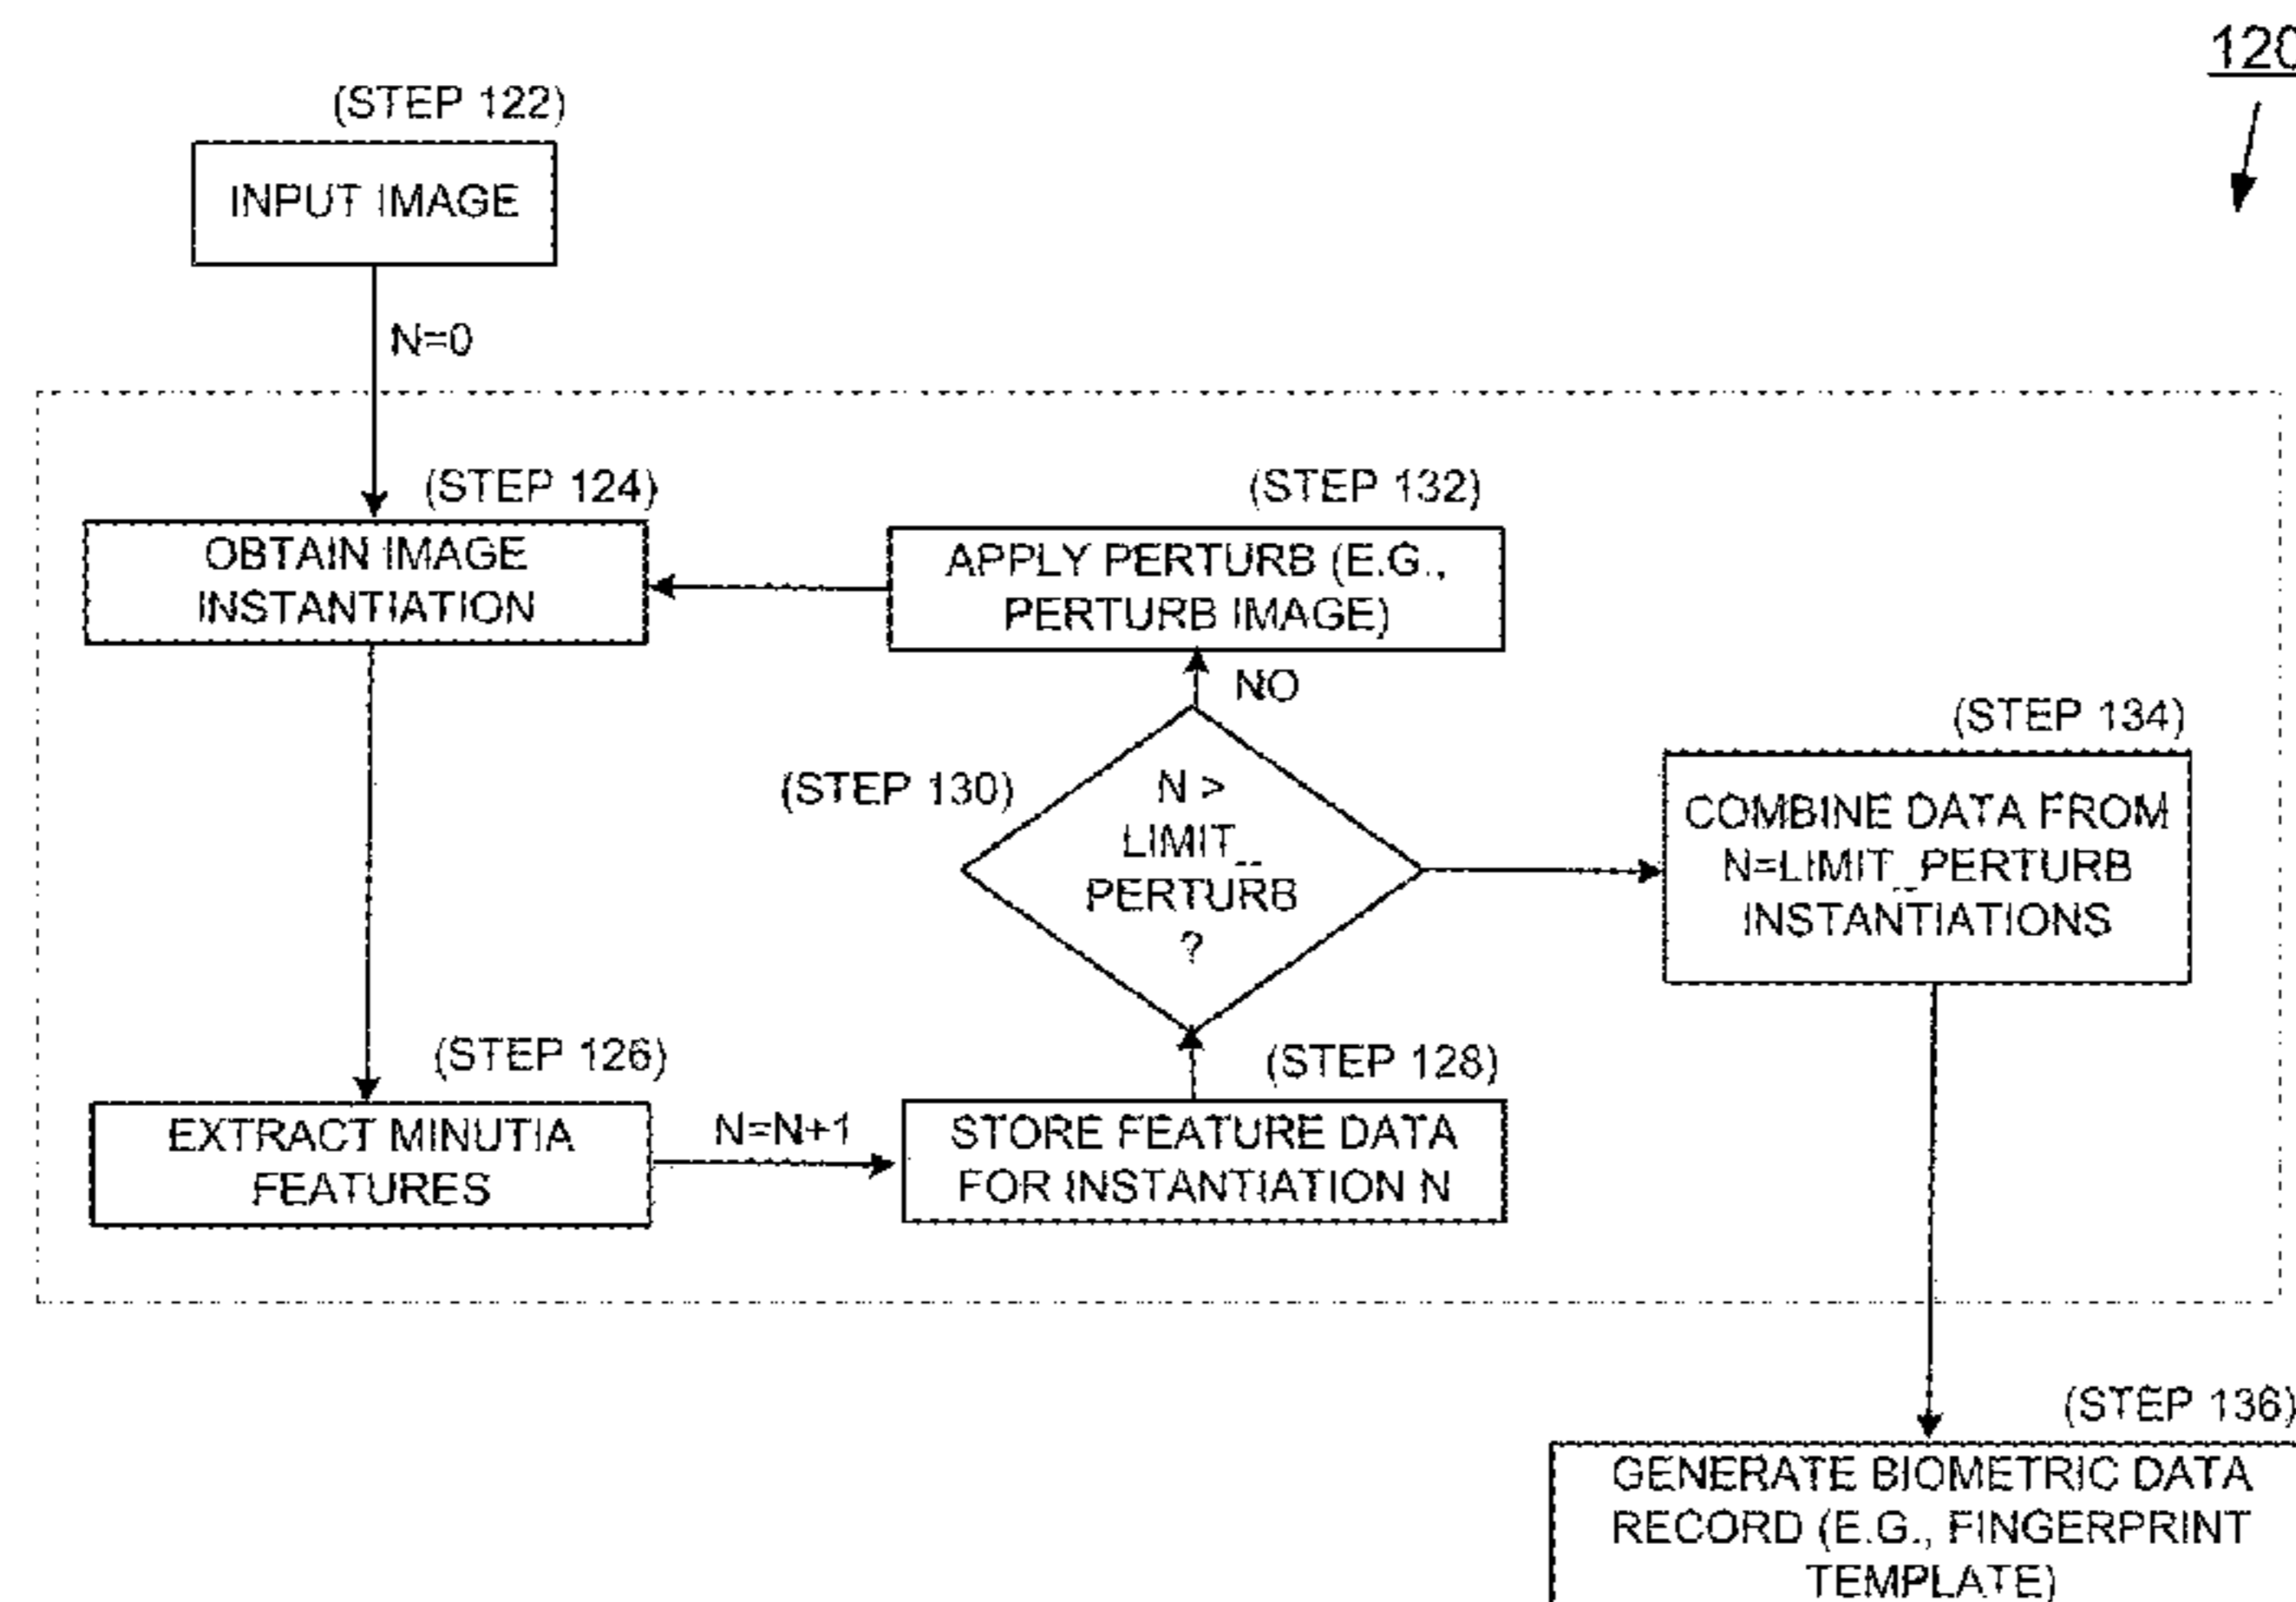 120
(STEP 122)
INPUT IMAGE
N=0
(STEP 124)
OBTAIN IMAGE
INSTANTIATION
(STEP 132)
APPLY PERTURB (E.G.,
PERTURB IMAGE)
NO
(STEP 130)
N >
LIMIT_
PERTURB
?
(STEP 134)
COMBINE DATA FROM
N=LIMIT_PERTURB
INSTANTIATIONS
(STEP 126)
EXTRACT MINUTIA
FEATURES
N=N+1
(STEP 128)
STORE FEATURE DATA
FOR INSTANTIATION N
(STEP 136)
GENERATE BIOMETRIC DATA
RECORD (E.G., FINGERPRINT
TEMPLATE)